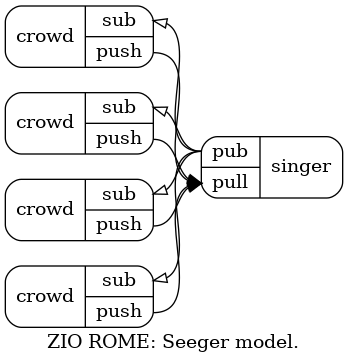 crowd
sub
push
crowd
sub
push
pub
pull
singer
crowd
sub
push
crowd
sub
push
ZIO ROME: Seeger model.